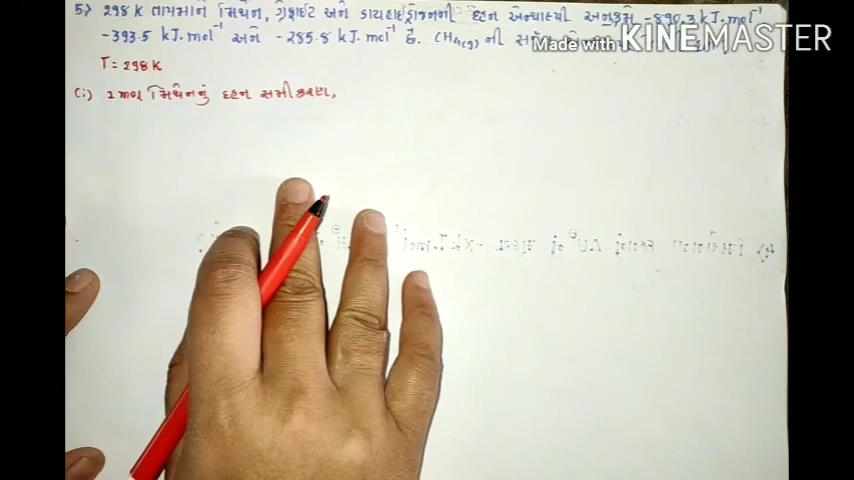 5.> 298 K તાપમાને મિથેન, ગ્રેફાઈટ અને ડાયહાઈડ્રોજનની દહન એન્થાલ્પી અનુક્રમે -890.3 kJ.mol⁻¹
-393.5 kJ.mol⁻¹ અને -285.8 kJ.mol⁻¹ છે. CH₄(g) ની
Made with KINEMASTER
T = 298 K
(i) 1 mol મિથેનનું દહન સમીકરણ,